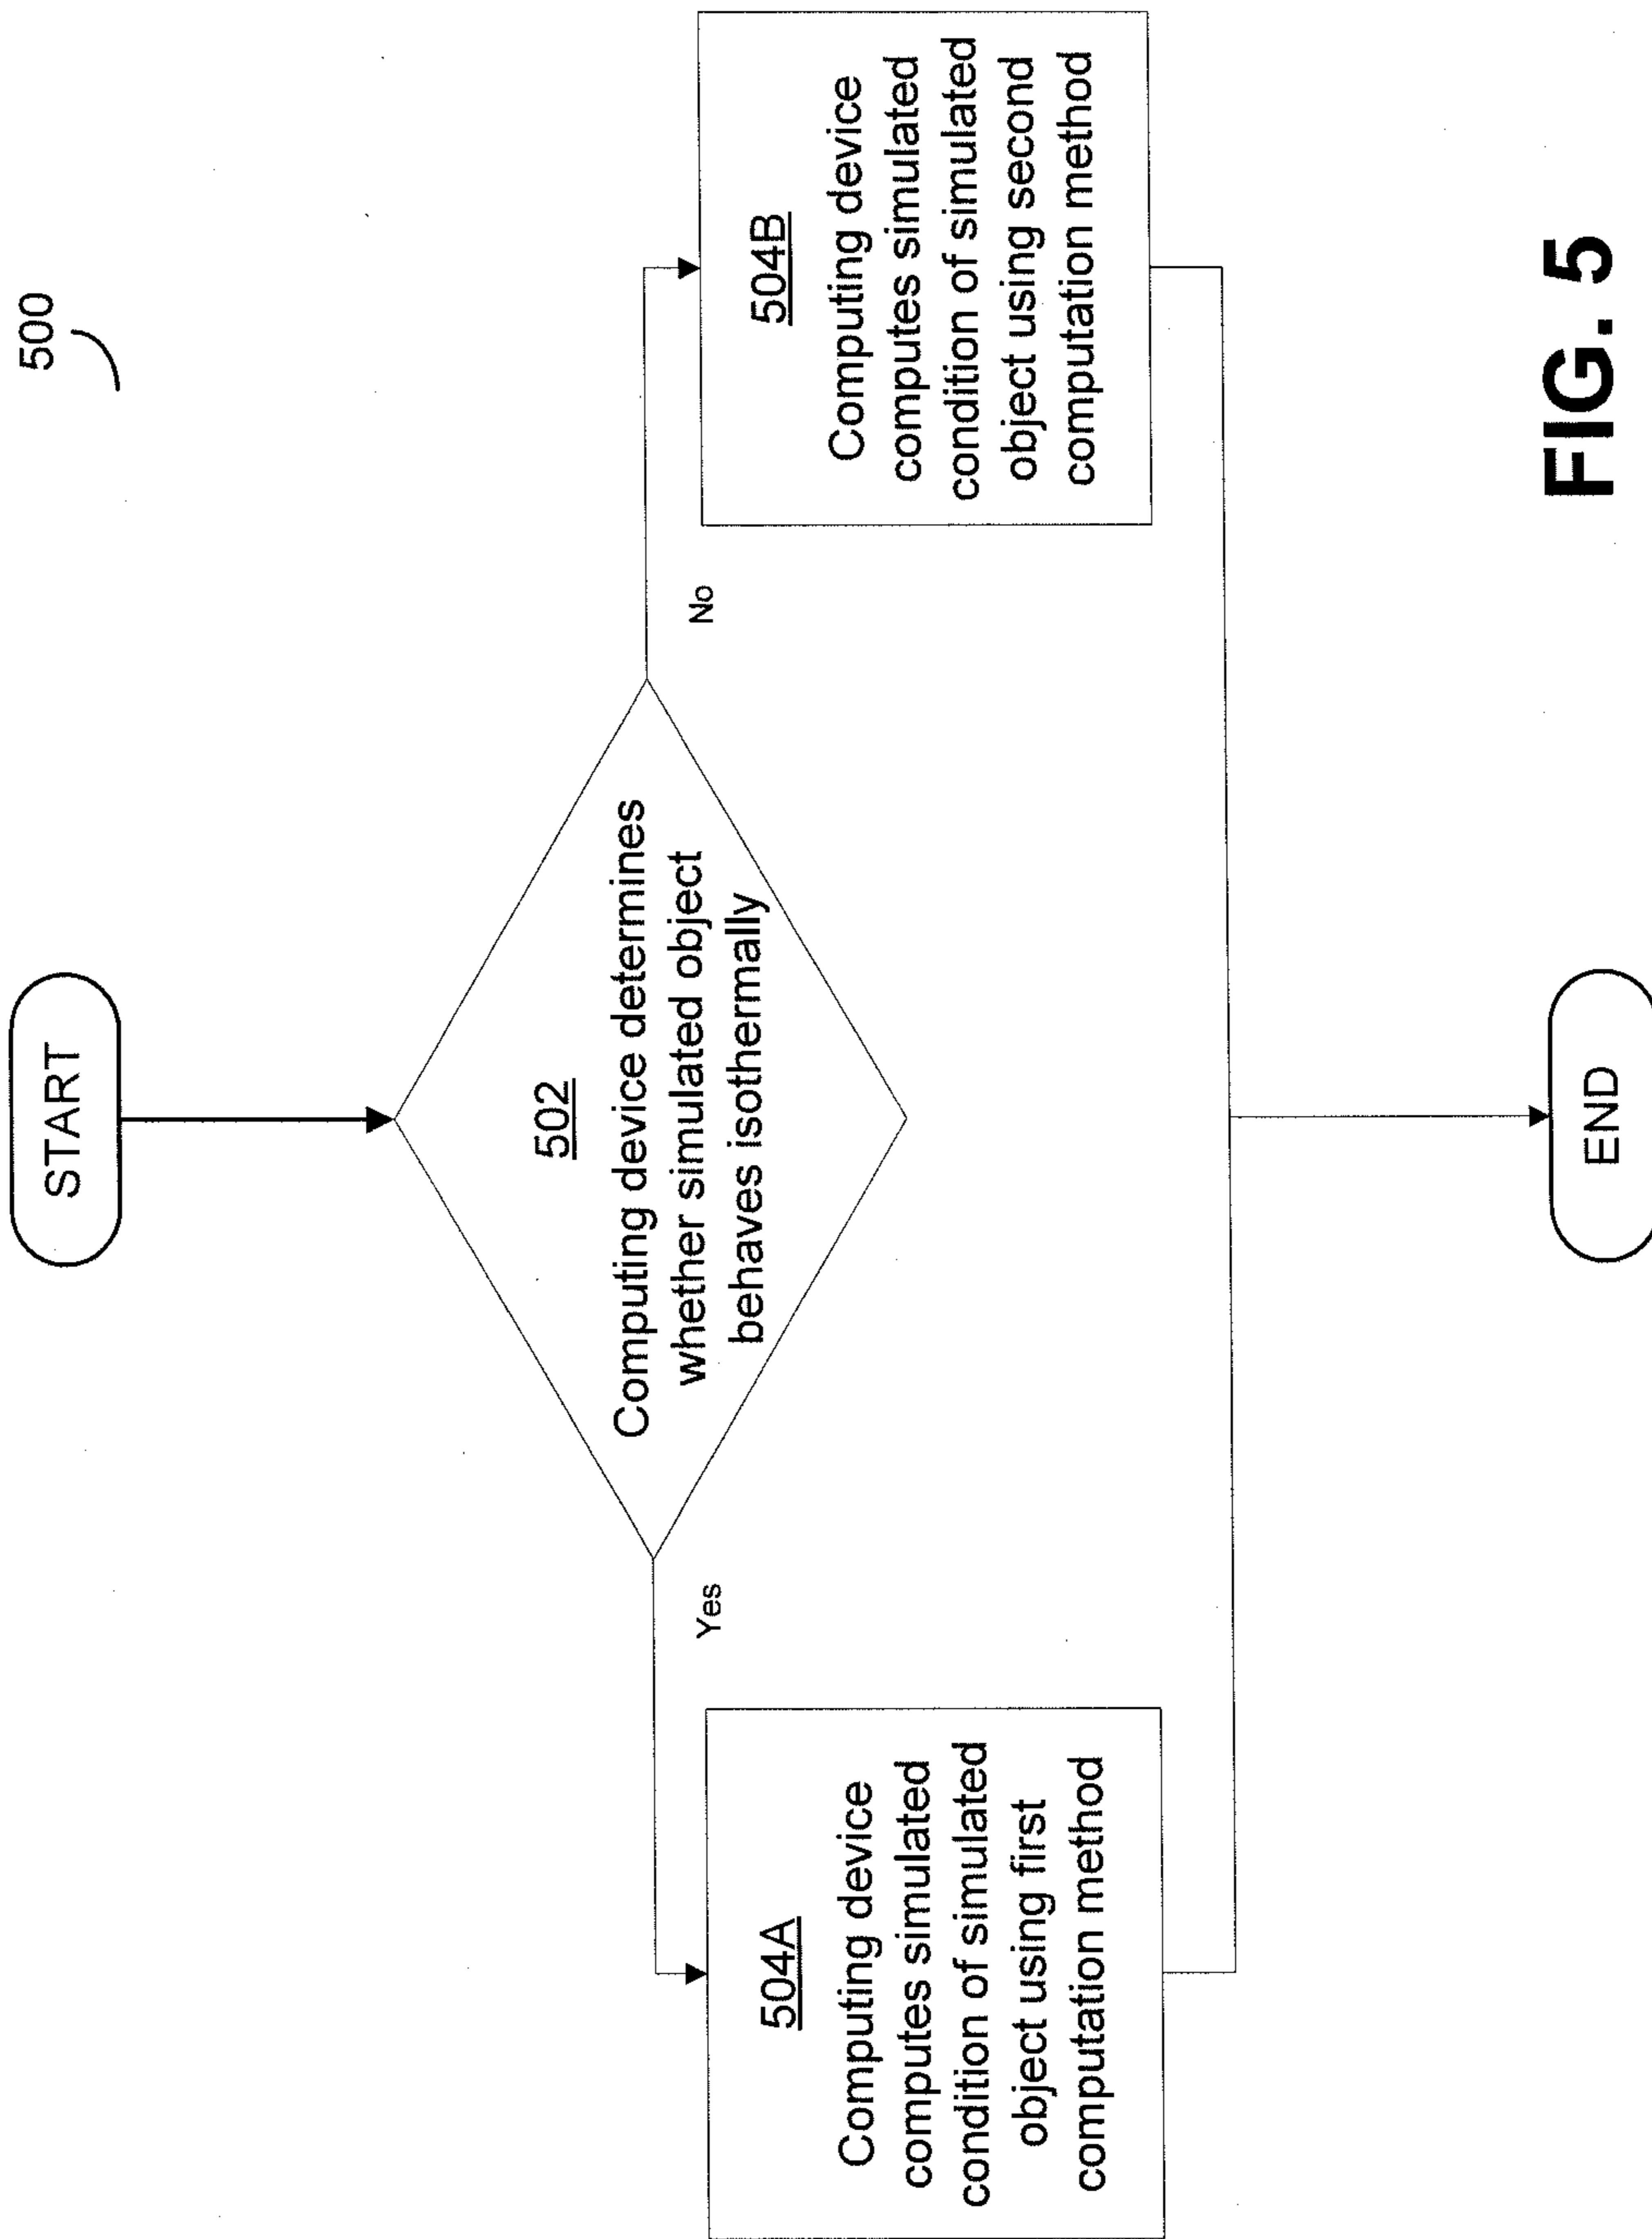 500
START
502
Computing device determines
whether simulated object
behaves isothermally
Yes
No
504A
Computing device
computes simulated
condition of simulated
object using first
computation method
504B
Computing device
computes simulated
condition of simulated
object using second
computation method
END
FIG. 5